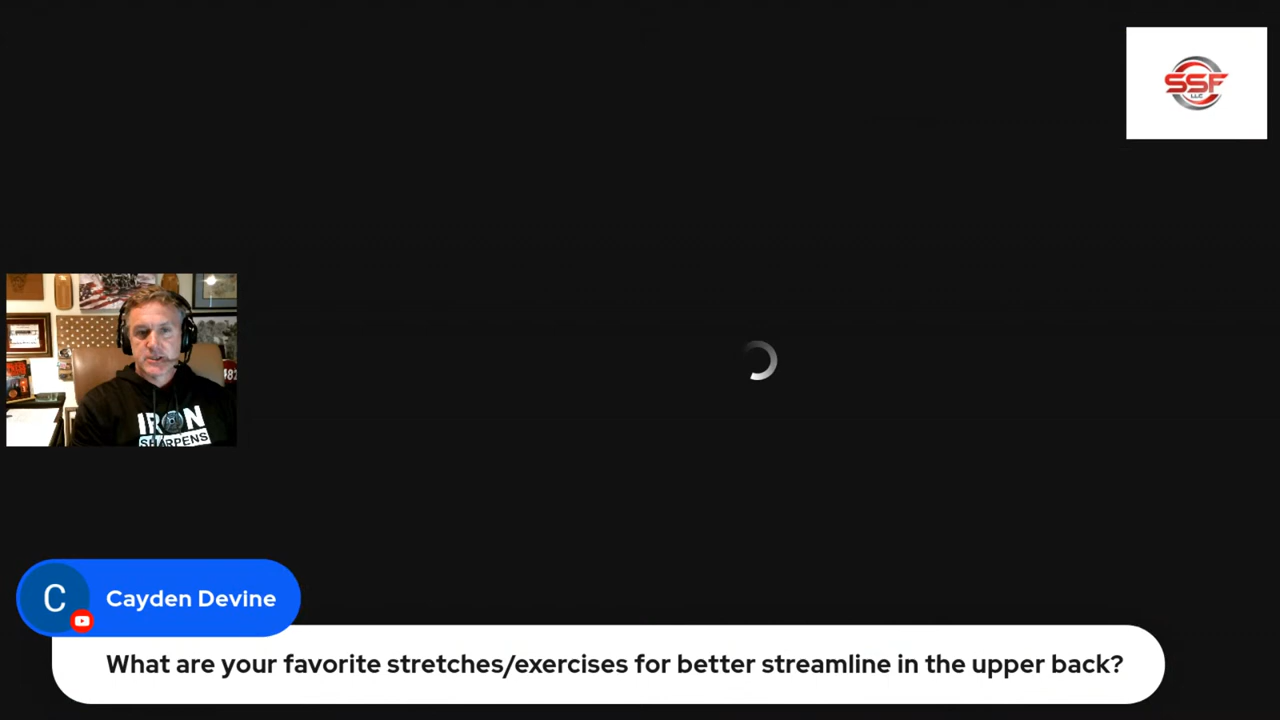 SSF
LLC
482
IRON
SHARPENS
C
Cayden Devine
What are your favorite stretches/exercises for better streamline in the upper back?